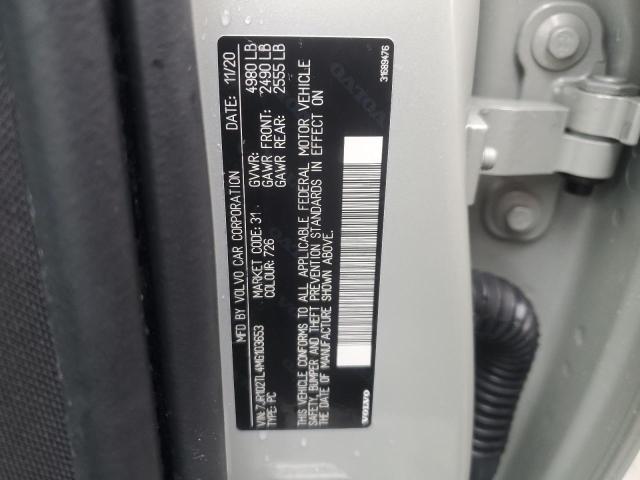 MFD BY VOLVO CAR CORPORATION DATE: 11/20
MARKET CODE: 31 GVWR: 4980 LB
COLOUR: 726 GAWR FRONT: 2490 LB
GAWR REAR: 2555 LB
VIN: 7JR102TL4MG103653
TYPE: PC
THIS VEHICLE CONFORMS TO ALL APPLICABLE FEDERAL MOTOR VEHICLE
SAFETY, BUMPER AND THEFT PREVENTION STANDARDS IN EFFECT ON
THE DATE OF MANUFACTURE SHOWN ABOVE.
VOLVO
31689476